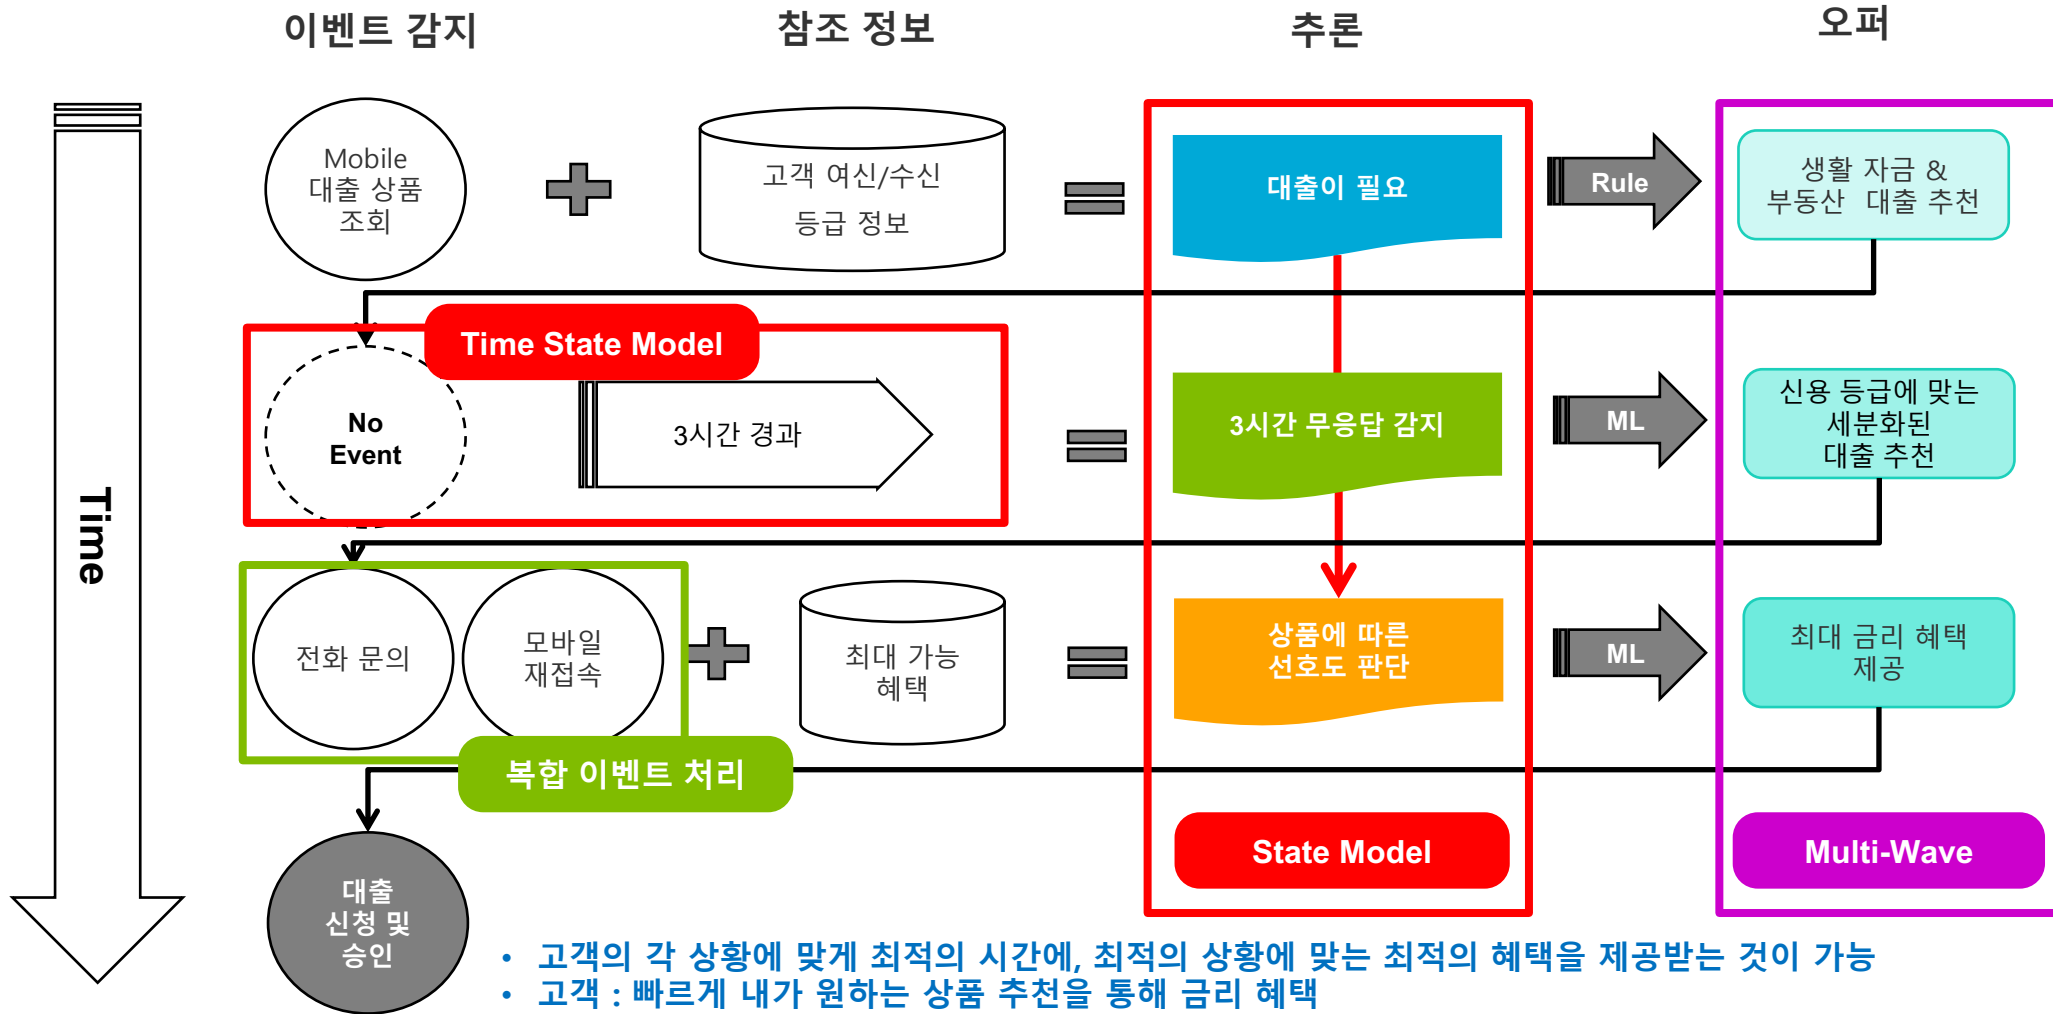 이벤트 감지
참조 정보
추론
오퍼
Mobile
대출 상품
조회
고객 여신/수신
등급 정보
대출이 필요
Rule
생활 자금 &
부동산 대출 추천
Time State Model
No
Event
3시간 경과
3시간 무응답 감지
ML
신용 등급에 맞는
세분화된
대출 추천
Time
전화 문의
모바일
재접속
최대 가능
혜택
상품에 따른
선호도 판단
ML
최대 금리 혜택
제공
복합 이벤트 처리
State Model
Multi-Wave
대출
신청 및
승인
• 고객의 각 상황에 맞게 최적의 시간에, 최적의 상황에 맞는 최적의 혜택을 제공받는 것이 가능
• 고객 : 빠르게 내가 원하는 상품 추천을 통해 금리 혜택